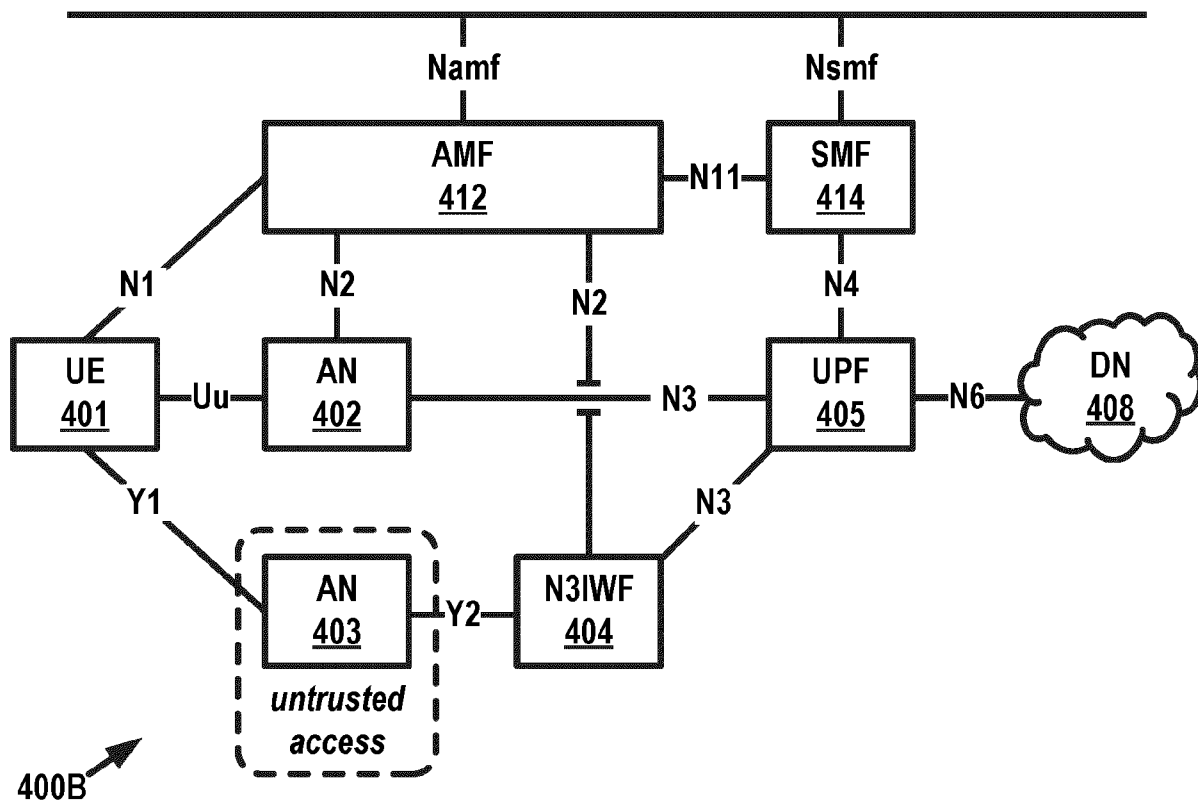 Namf
Nsmf
AMF
412
N11
SMF
414
N1
N2
N2
N4
UE
401
Uu
AN
402
N3
UPF
405
N6
DN
408
Y1
N3
AN
403
Y2
N3IWF
404
untrusted
access
400B